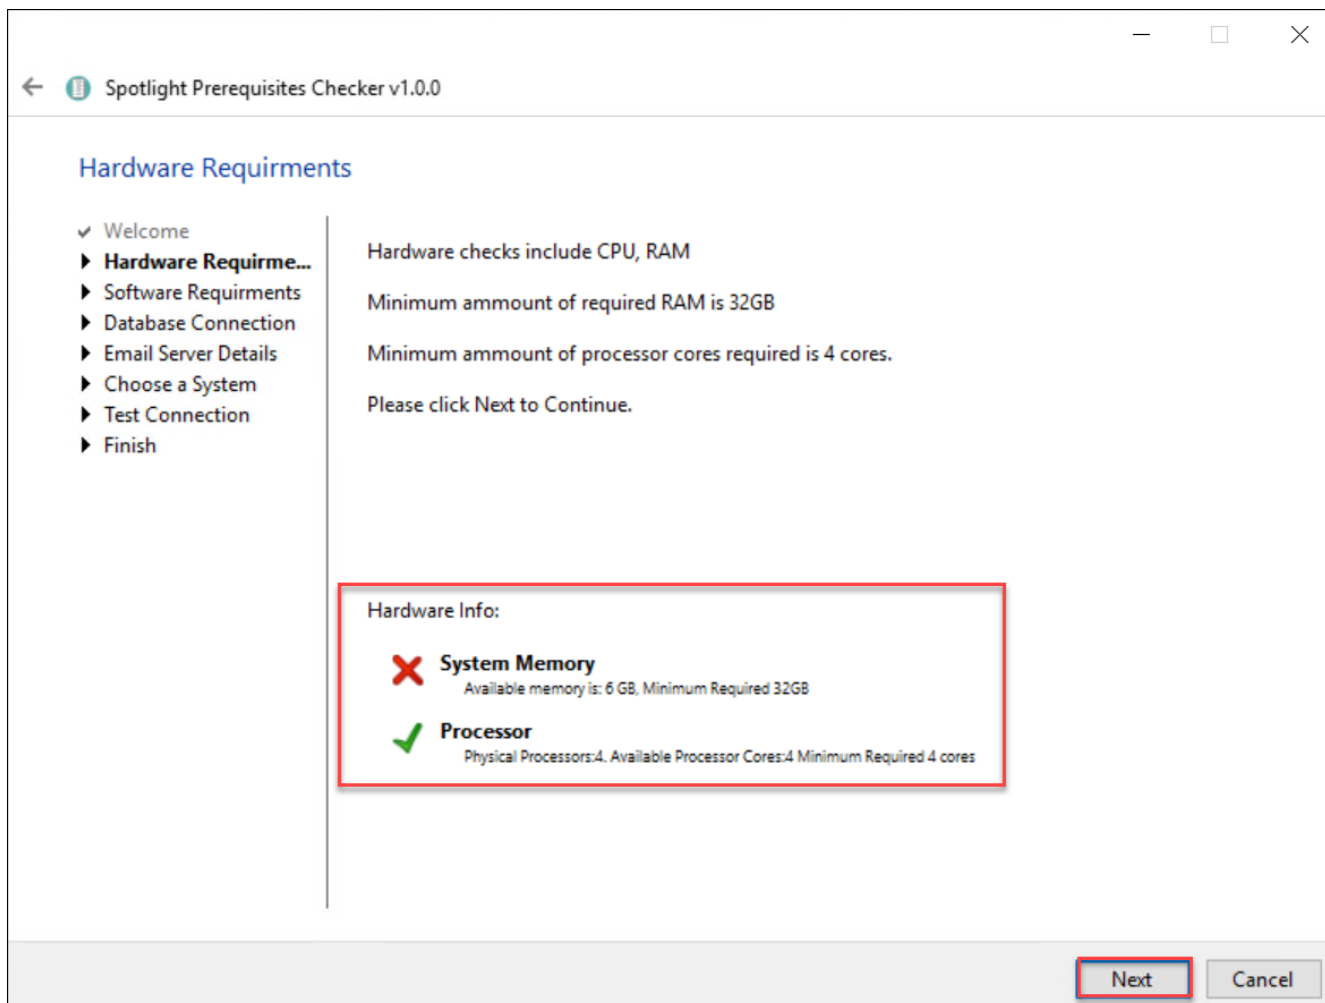 Spotlight Prerequisites Checker v1.0.0
Hardware Requirments
Welcome
Hardware Requirme...
Software Requirments
Database Connection
Email Server Details
Choose a System
Test Connection
Finish
Hardware checks include CPU, RAM
Minimum ammount of required RAM is 32GB
Minimum ammount of processor cores required is 4 cores.
Please click Next to Continue.
Hardware Info:
System Memory
Available memory is: 6 GB, Minimum Required 32GB
Processor
Physical Processors:4. Available Processor Cores:4 Minimum Required 4 cores
Next
Cancel